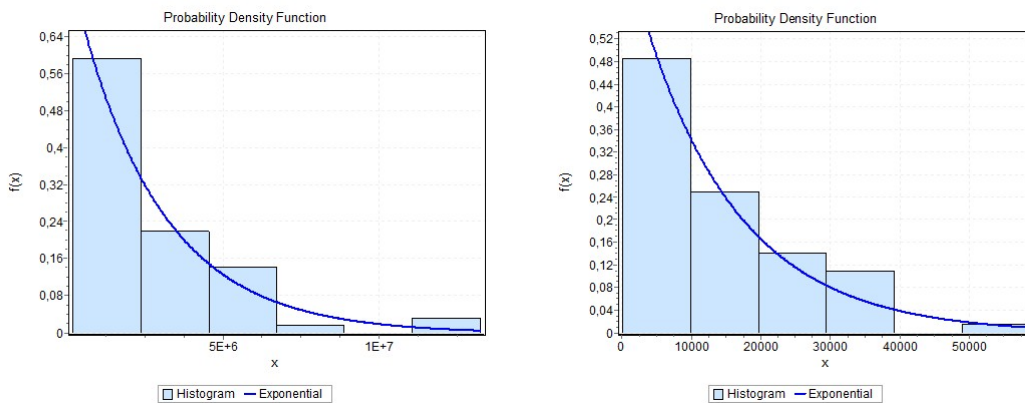 Probability Density Function
0,64
0,56
0,48
0,4
0,32
0,24
0,16
0,08
0
f(x)
5E+6 1E+7
x
Histogram Exponential
Probability Density Function
0,52
0,48
0,44
0,4
0,36
0,32
0,28
0,24
0,2
0,16
0,12
0,08
0,04
0
f(x)
0 10000 20000 30000 40000 50000
x
Histogram Exponential